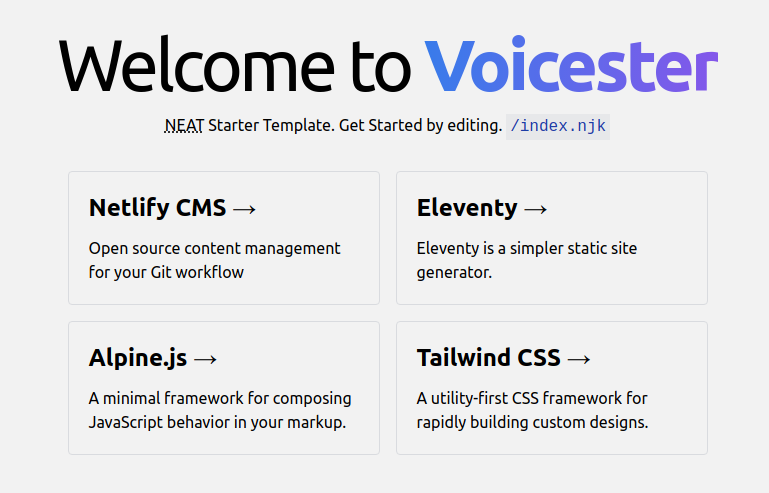 Welcome to Voicester
NEAT Starter Template. Get Started by editing. /index.njk
Netlify CMS →
Open source content management
for your Git workflow
Eleventy →
Eleventy is a simpler static site
generator.
Alpine.js →
A minimal framework for composing
JavaScript behavior in your markup.
Tailwind CSS →
A utility-first CSS framework for
rapidly building custom designs.